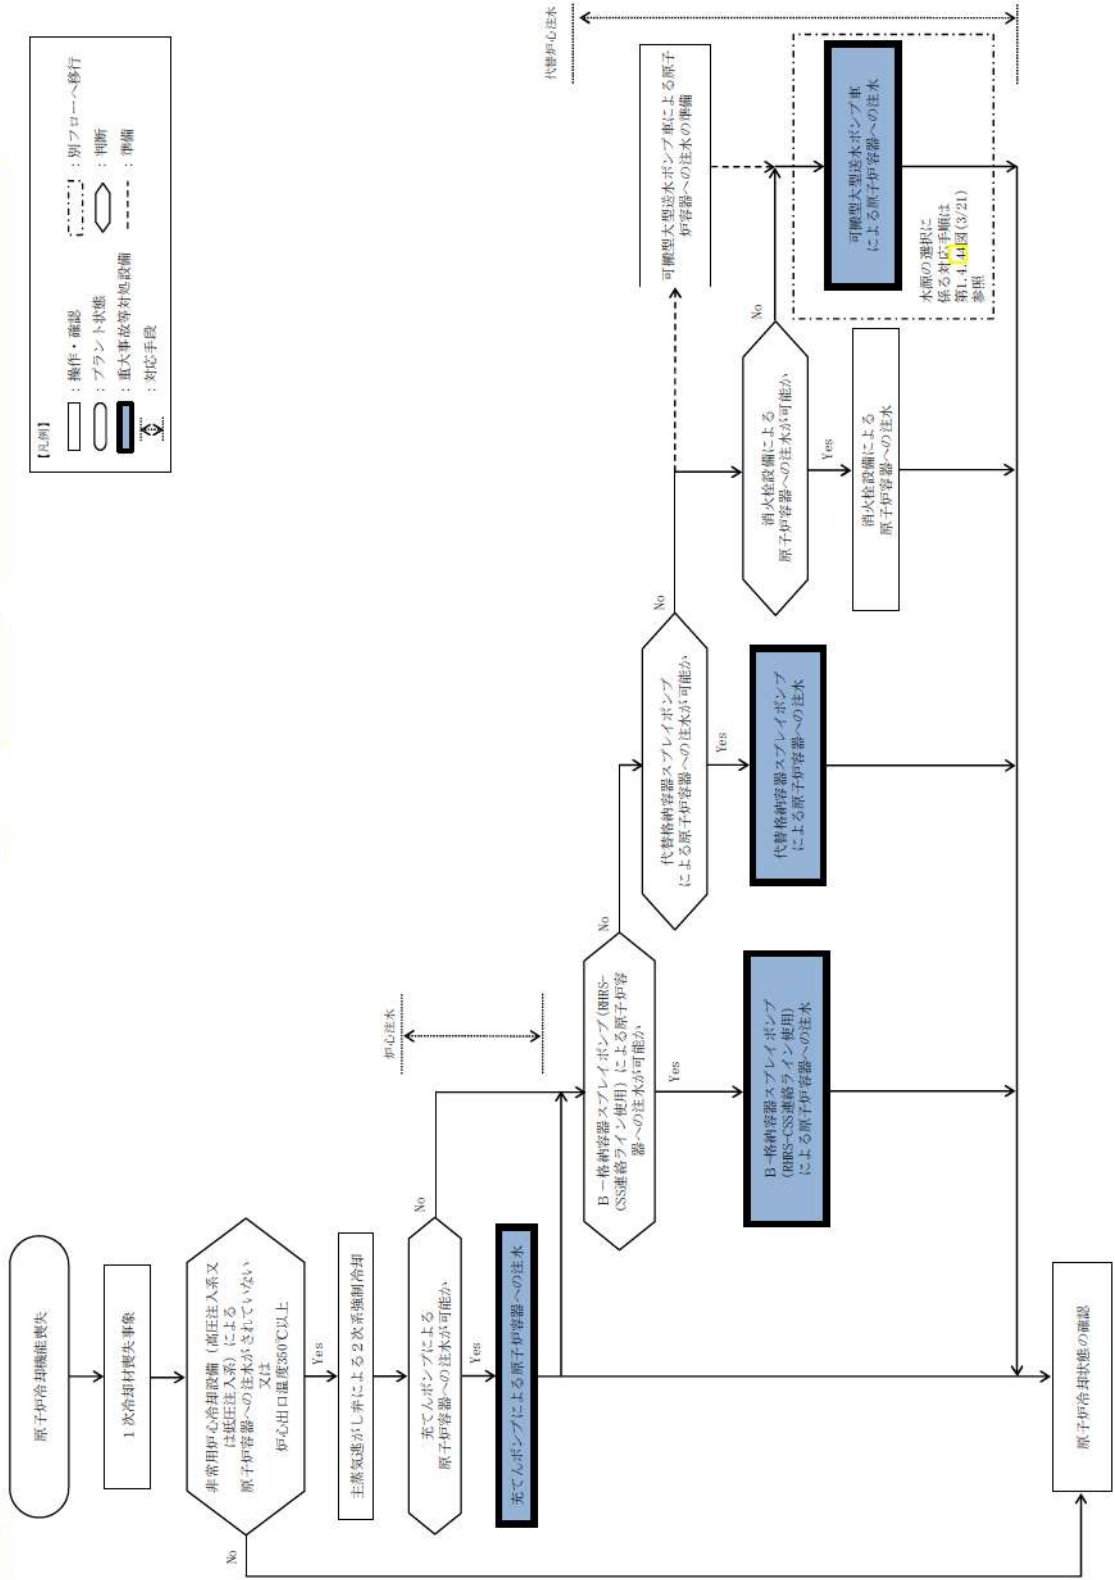 【凡例】
：操作・確認
：プラント状態
：重大事故等対処設備
：対応手段
：別フローへ移行
：判断
：準備
原子炉冷却機能喪失
１次冷却材喪失事象
非常用炉心冷却設備（高圧注入系又
は低圧注入系）による
原子炉容器への注水がされていない
又は
炉心出口温度350℃以上
No
Yes
主蒸気逃がし弁による２次系強制冷却
充てんポンプによる
原子炉容器への注水が可能か
No
Yes
充てんポンプによる原子炉容器への注水
炉心注水
B－格納容器スプレイポンプ(RHRS-
CSS連絡ライン使用）による原子炉容
器への注水が可能か
No
Yes
B－格納容器スプレイポンプ
(RHRS-CSS連絡ライン使用)
による原子炉容器への注水
代替格納容器スプレイポンプ
による原子炉容器への注水が可能か
No
Yes
代替格納容器スプレイポンプ
による原子炉容器への注水
消火栓設備による
原子炉容器への注水が可能か
No
Yes
消火栓設備による
原子炉容器への注水
代替炉心注水
可搬型大型送水ポンプ車による原子
炉容器への注水の準備
可搬型大型送水ポンプ車
による原子炉容器への注水
水源の選択に
係る対応手順は
第1.4.44図(3/21)
参照
原子炉冷却状態の確認